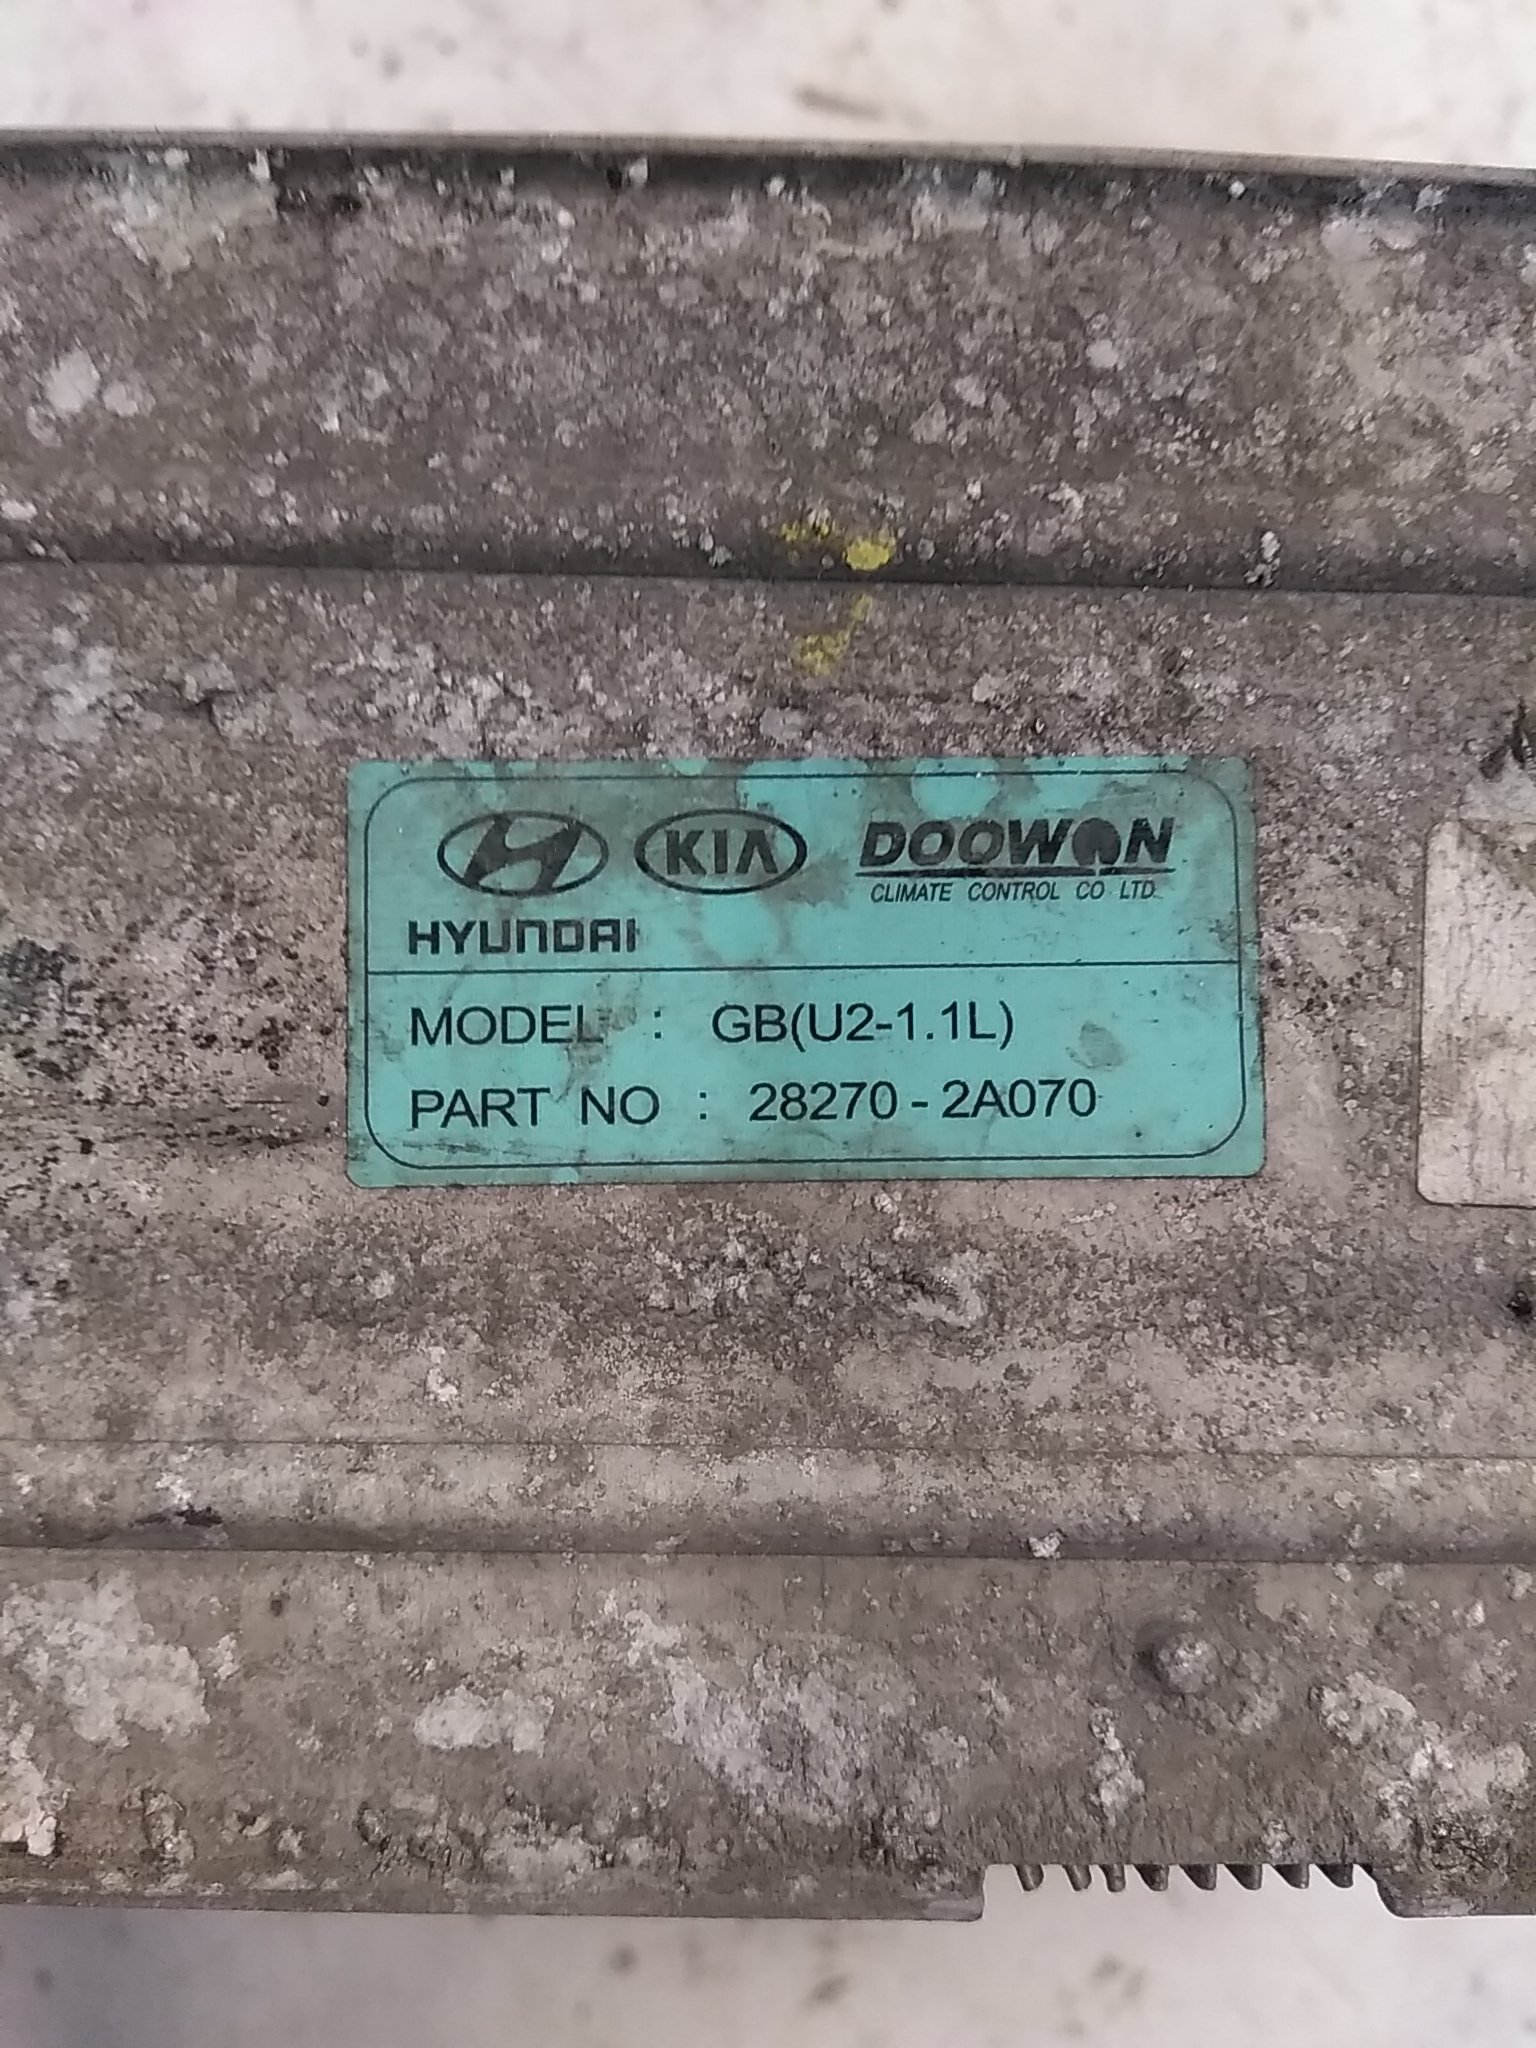 KIA DOOWON
CLIMATE CONTROL CO LTD.
HYUNDAI
MODEL : GB(U2-1.1L)
PART NO : 28270-2A070